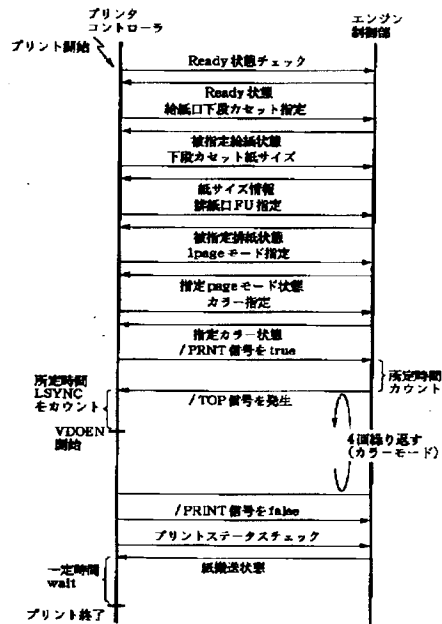 プリンタ
コントローラ
エンジン
制御部
プリント開始
Ready状態チェック
Ready状態
給紙口下段カセット指定
被指定給紙状態
下段カセット紙サイズ
紙サイズ情報
排紙口FU指定
被指定排紙状態
1pageモード指定
指定pageモード状態
カラー指定
指定カラー状態
/PRNT信号をtrue
所定時間
カウント
所定時間
LSYNC
をカウント
/TOP信号を発生
VDOEN
開始
4回繰り返す
(カラーモード)
/PRINT信号をfalse
プリントステータスチェック
紙搬送状態
一定時間
wait
プリント終了